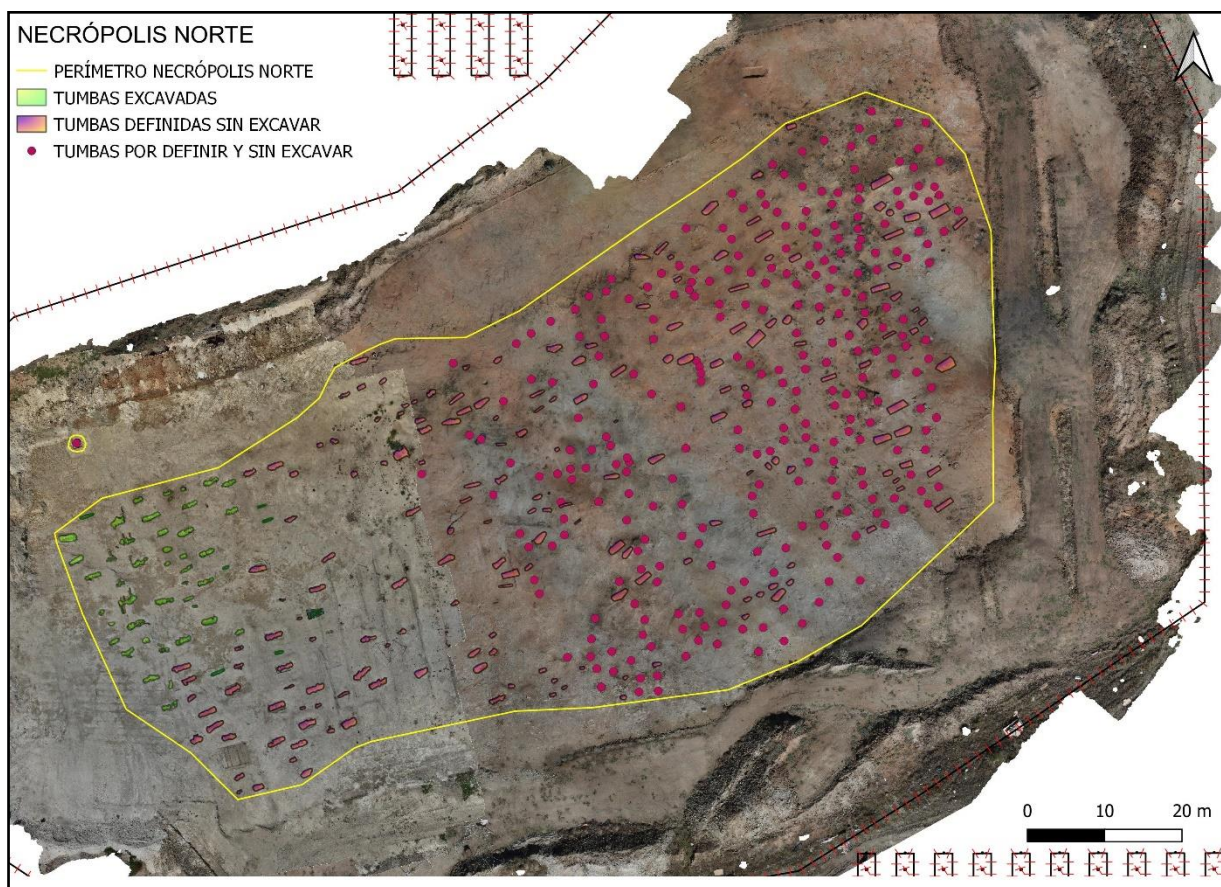 NECRÓPOLIS NORTE
PERÍMETRO NECRÓPOLIS NORTE
TUMBAS EXCAVADAS
TUMBAS DEFINIDAS SIN EXCAVAR
TUMBAS POR DEFINIR Y SIN EXCAVAR
0 10 20 m